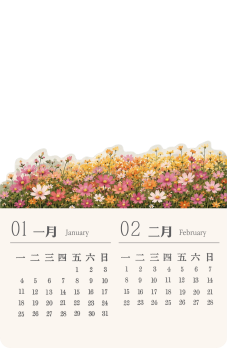 01 一月 January
一 二 三 四 五 六 日
1 2 3
4 5 6 7 8 9 10
11 12 13 14 15 16 17
18 19 20 21 22 23 24
25 26 27 28 29 30 31
02 二月 February
一 二 三 四 五 六 日
1 2 3 4 5 6 7
8 9 10 11 12 13 14
15 16 17 18 19 20 21
22 23 24 25 26 27 28